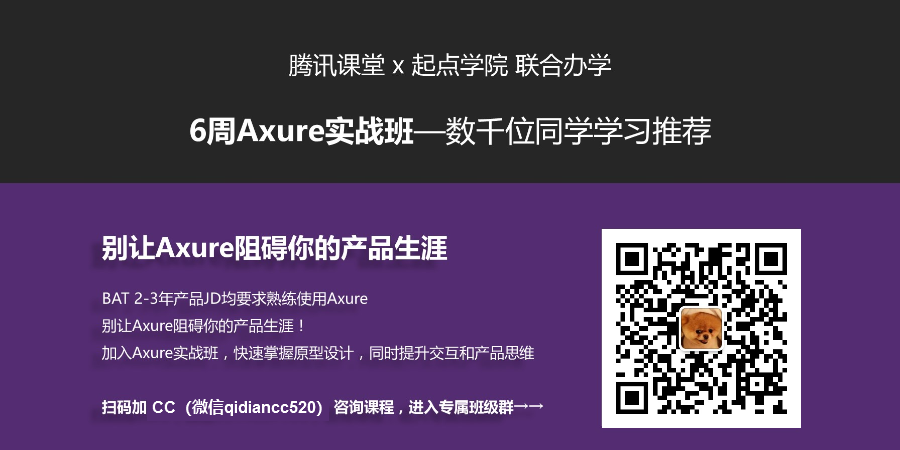 腾讯课堂 x 起点学院 联合办学
6周Axure实战班—数千位同学学习推荐
别让Axure阻碍你的产品生涯
BAT 2-3年产品JD均要求熟练使用Axure
别让Axure阻碍你的产品生涯！
加入Axure实战班，快速掌握原型设计，同时提升交互和产品思维
扫码加 CC（微信qidiancc520）咨询课程，进入专属班级群→→